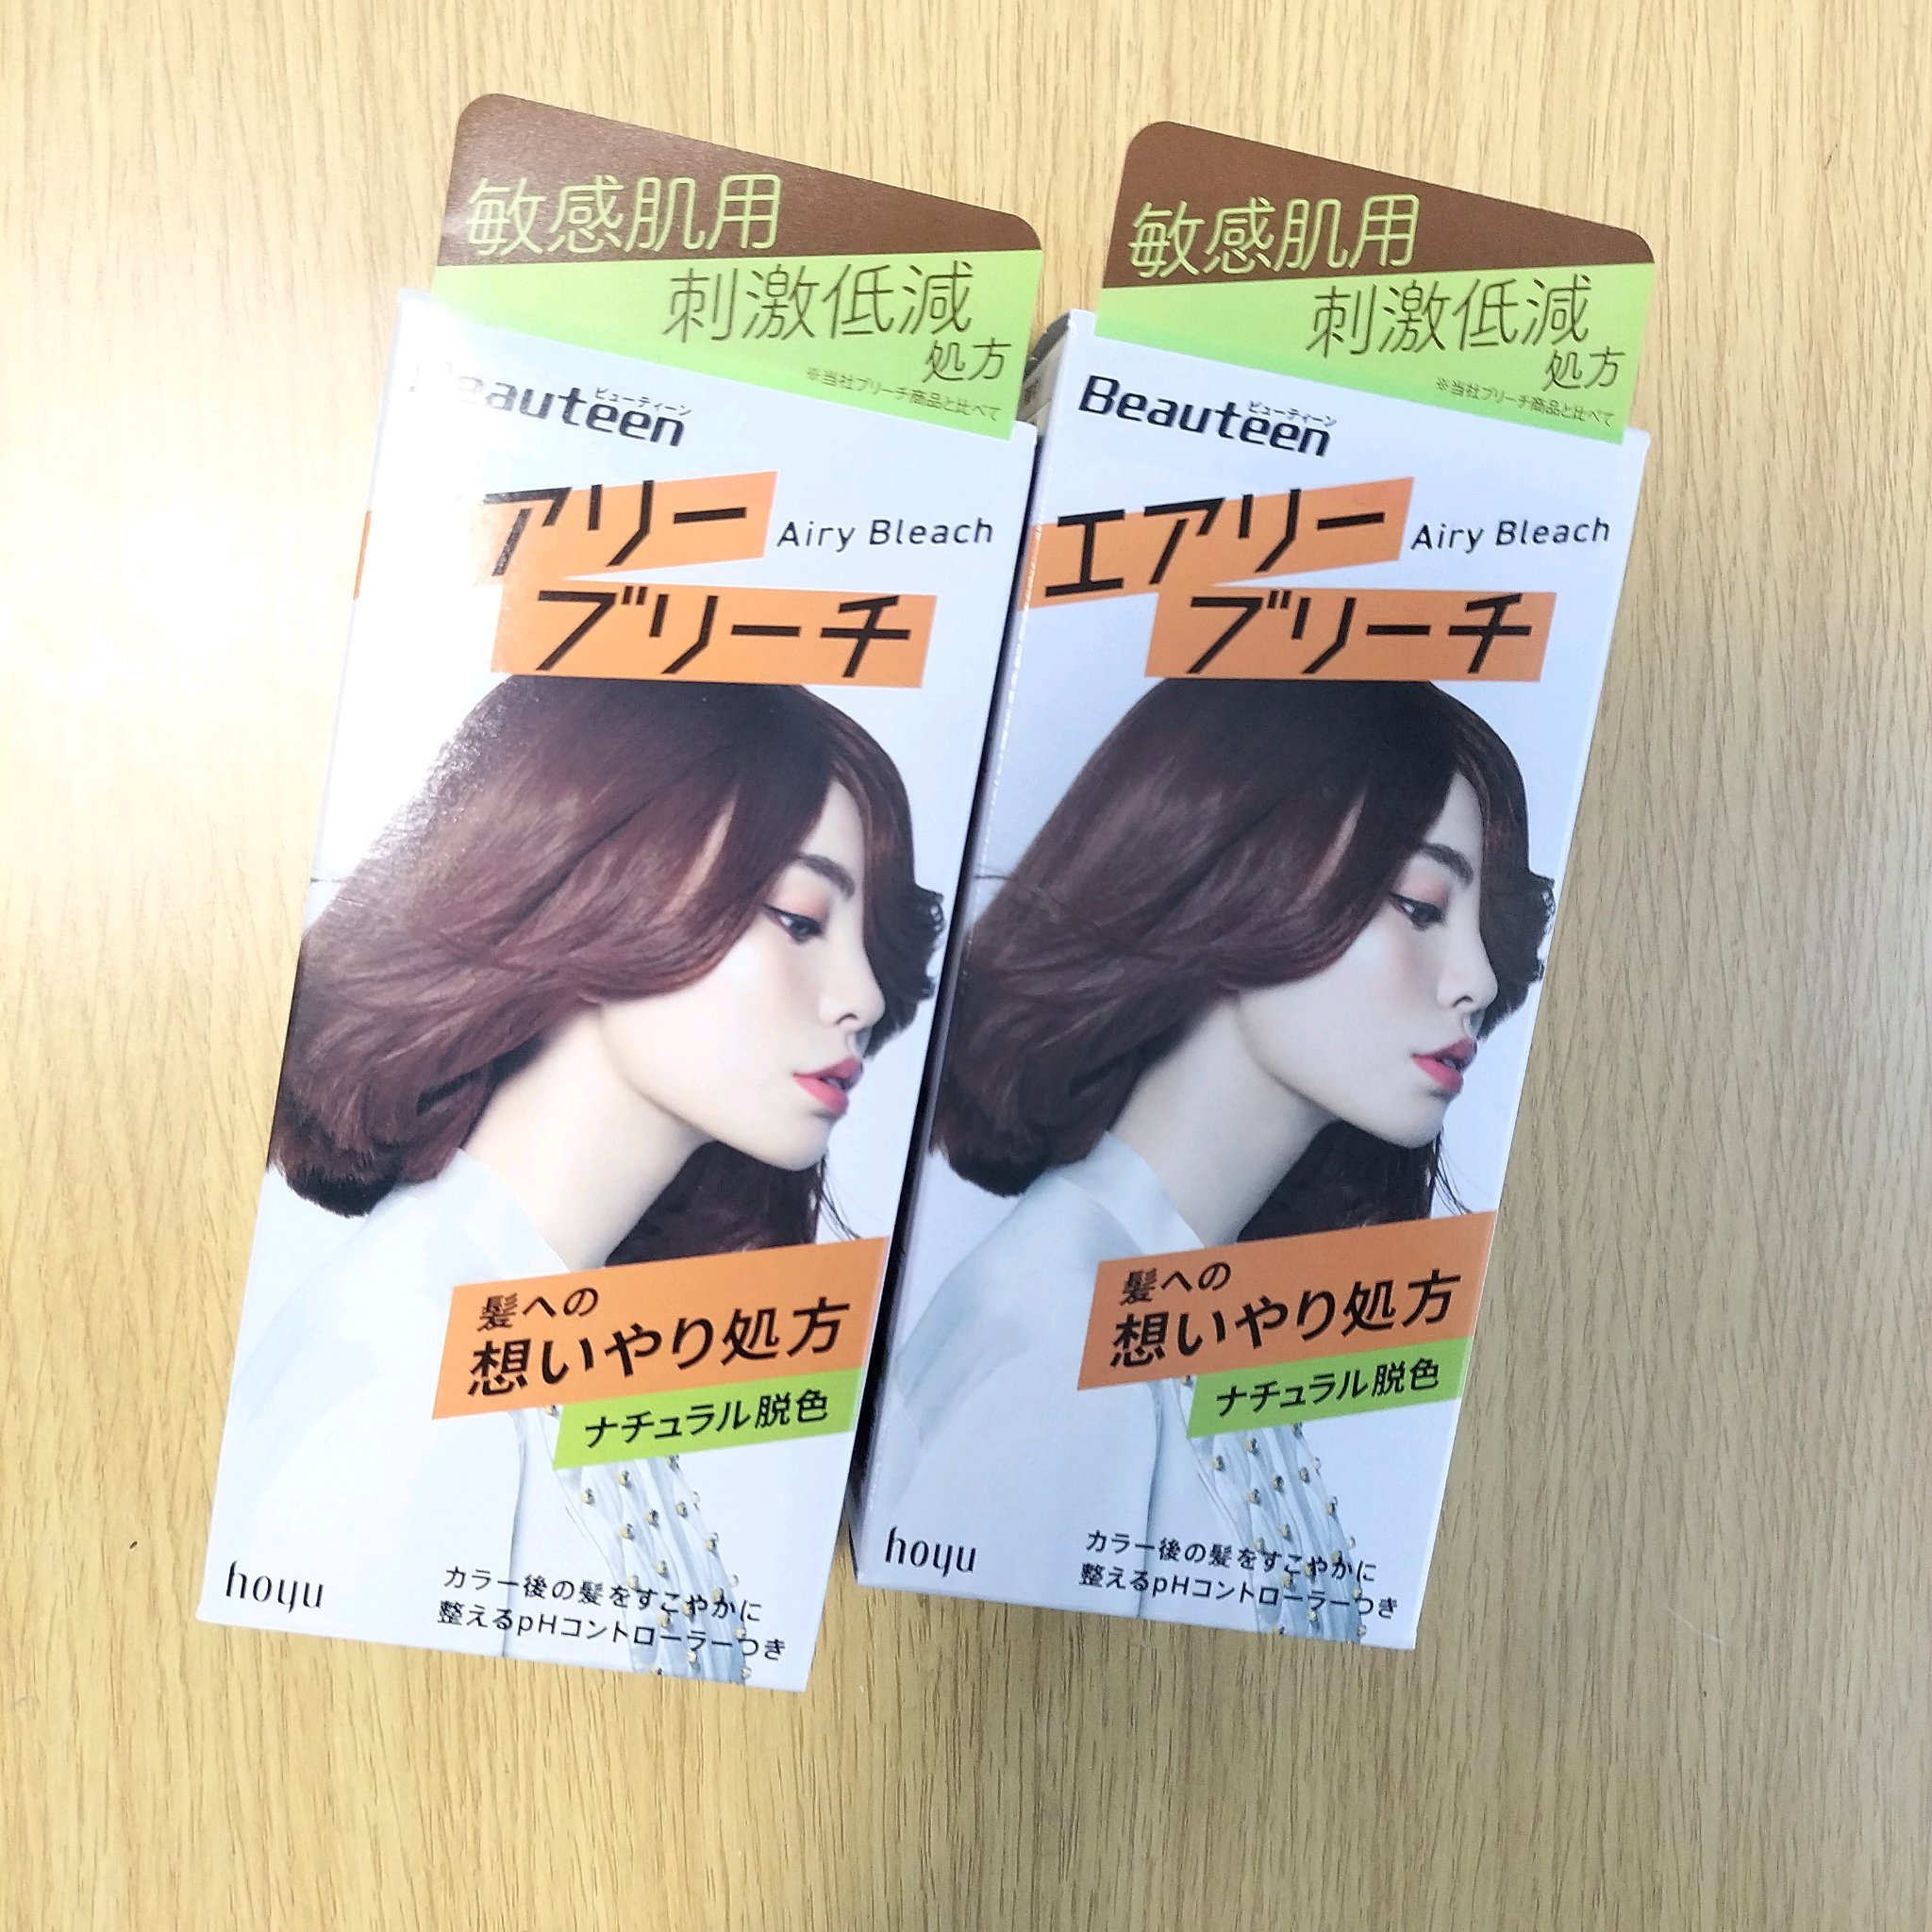 敏感肌用
刺激低減
処方
※当社ブリーチ商品と比べて
ビューティーン
Beauteen
アリー Airy Bleach
ブリーチ
髪への
想いやり処方
ナチュラル脱色
hoyu
カラー後の髪をすこやかに
整えるpHコントローラーつき
敏感肌用
刺激低減
処方
※当社ブリーチ商品と比べて
ビューティーン
Beauteen
エアリー Airy Bleach
ブリーチ
髪への
想いやり処方
ナチュラル脱色
hoyu
カラー後の髪をすこやかに
整えるpHコントローラーつき